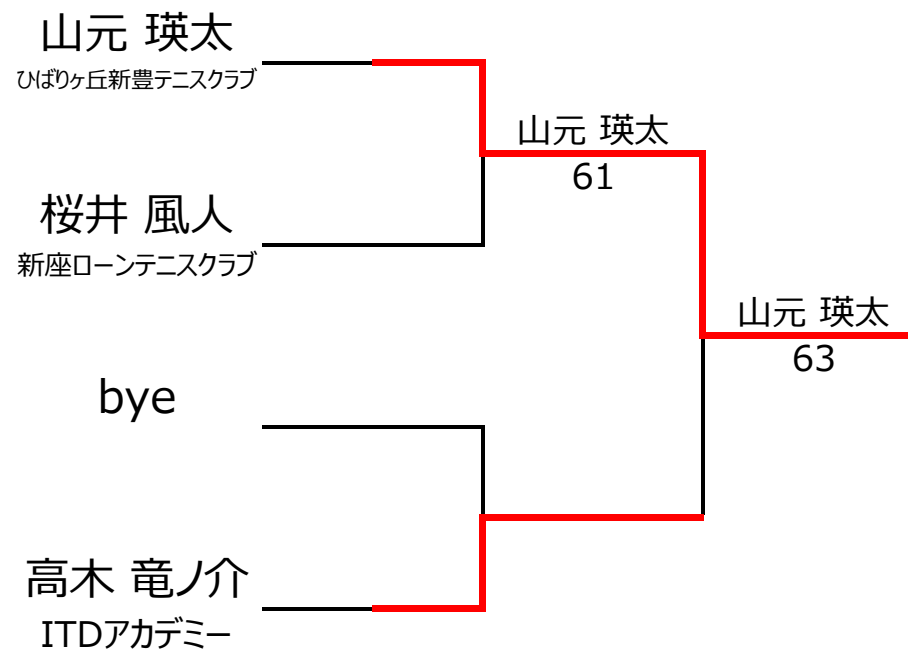 山元 瑛太
ひばりヶ丘新豊テニスクラブ
山元 瑛太
61
桜井 風人
新座ローンテニスクラブ
山元 瑛太
63
bye
高木 竜ノ介
ITDアカデミー